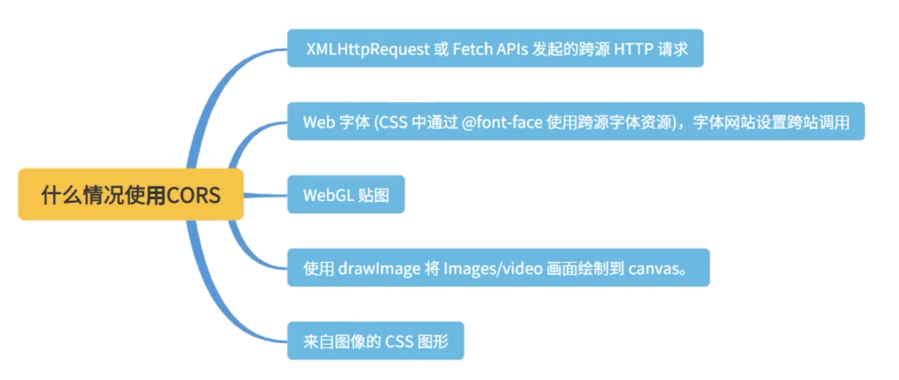 什么情况使用CORS
XMLHttpRequest 或 Fetch APIs 发起的跨源 HTTP 请求
Web 字体 (CSS 中通过 @font-face 使用跨源字体资源)，字体网站设置跨站调用
WebGL 贴图
使用 drawImage 将 Images/video 画面绘制到 canvas。
来自图像的 CSS 图形